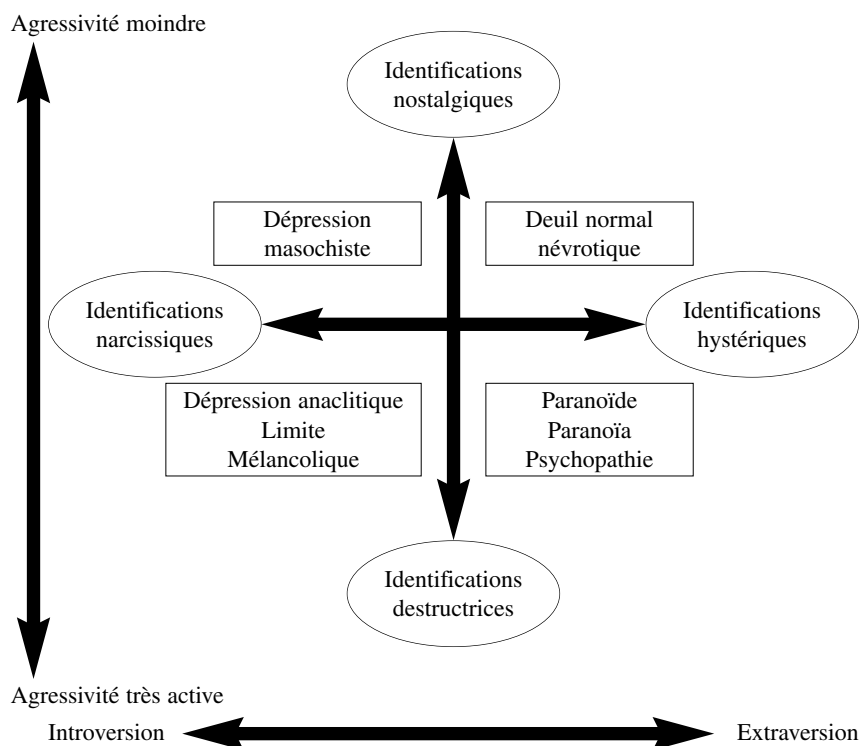 Agressivité moindre
Identifications
nostalgiques
Dépression
masochiste
Deuil normal
névrotique
Identifications
narcissiques
Identifications
hystériques
Dépression anaclitique
Limite
Mélancolique
Paranoïde
Paranoïa
Psychopathie
Identifications
destructrices
Agressivité très active
Introversion
Extraversion